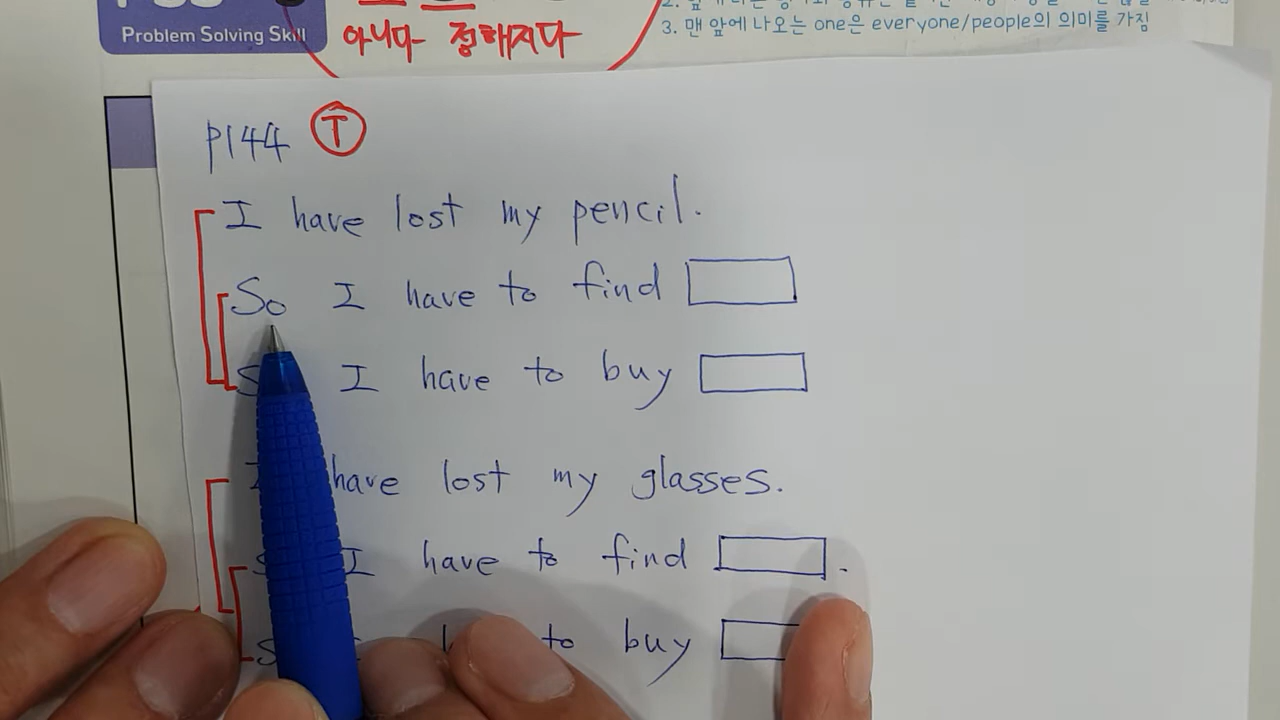 Problem Solving Skill
아니다 정해지다
3. 맨 앞에 나오는 one은 everyone/people의 의미를 가짐
P144 T
I have lost my pencil.
So I have to find
I have to buy
have lost my glasses.
I have to find .
to buy